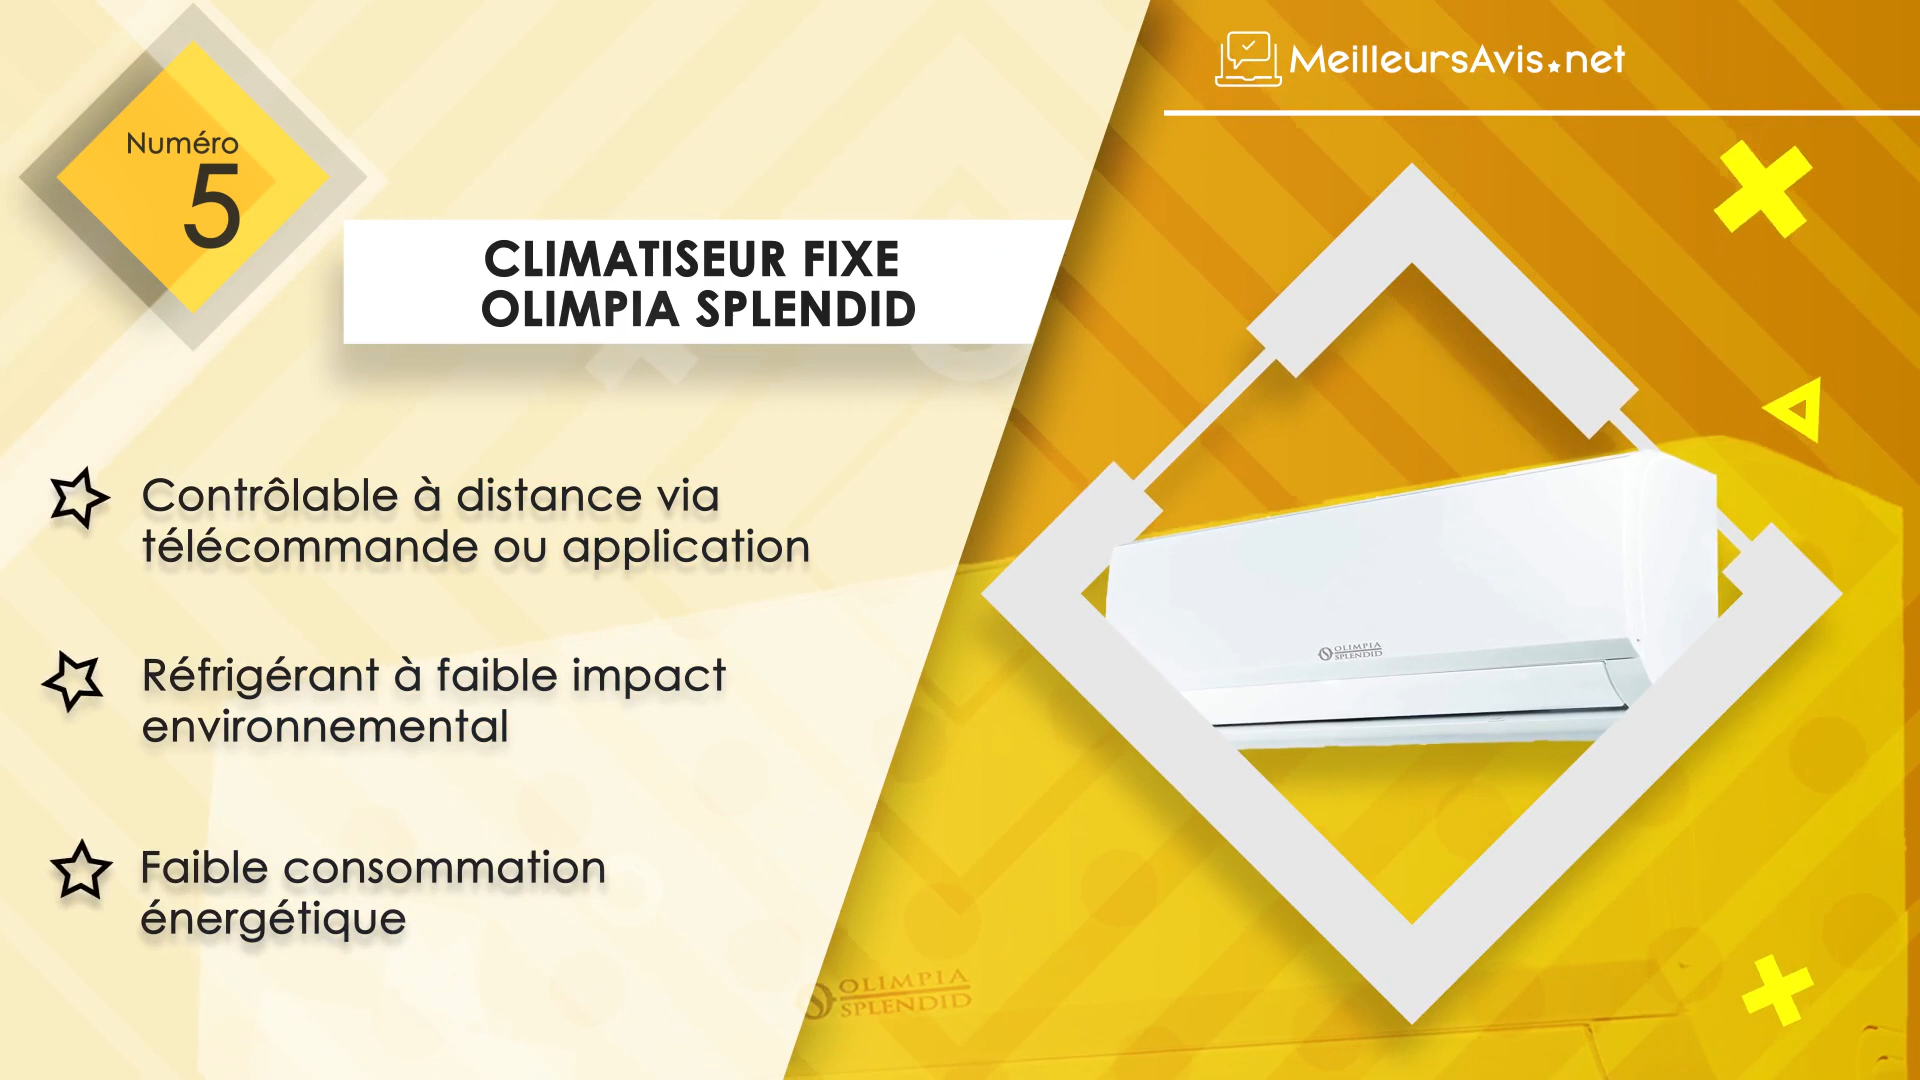 MeilleursAvis.net
Numéro
5
CLIMATISEUR FIXE
OLIMPIA SPLENDID
Contrôlable à distance via
télécommande ou application
Réfrigérant à faible impact
environnemental
Faible consommation
énergétique
OLIMPIA
SPLENDID
OLIMPIA
SPLENDID